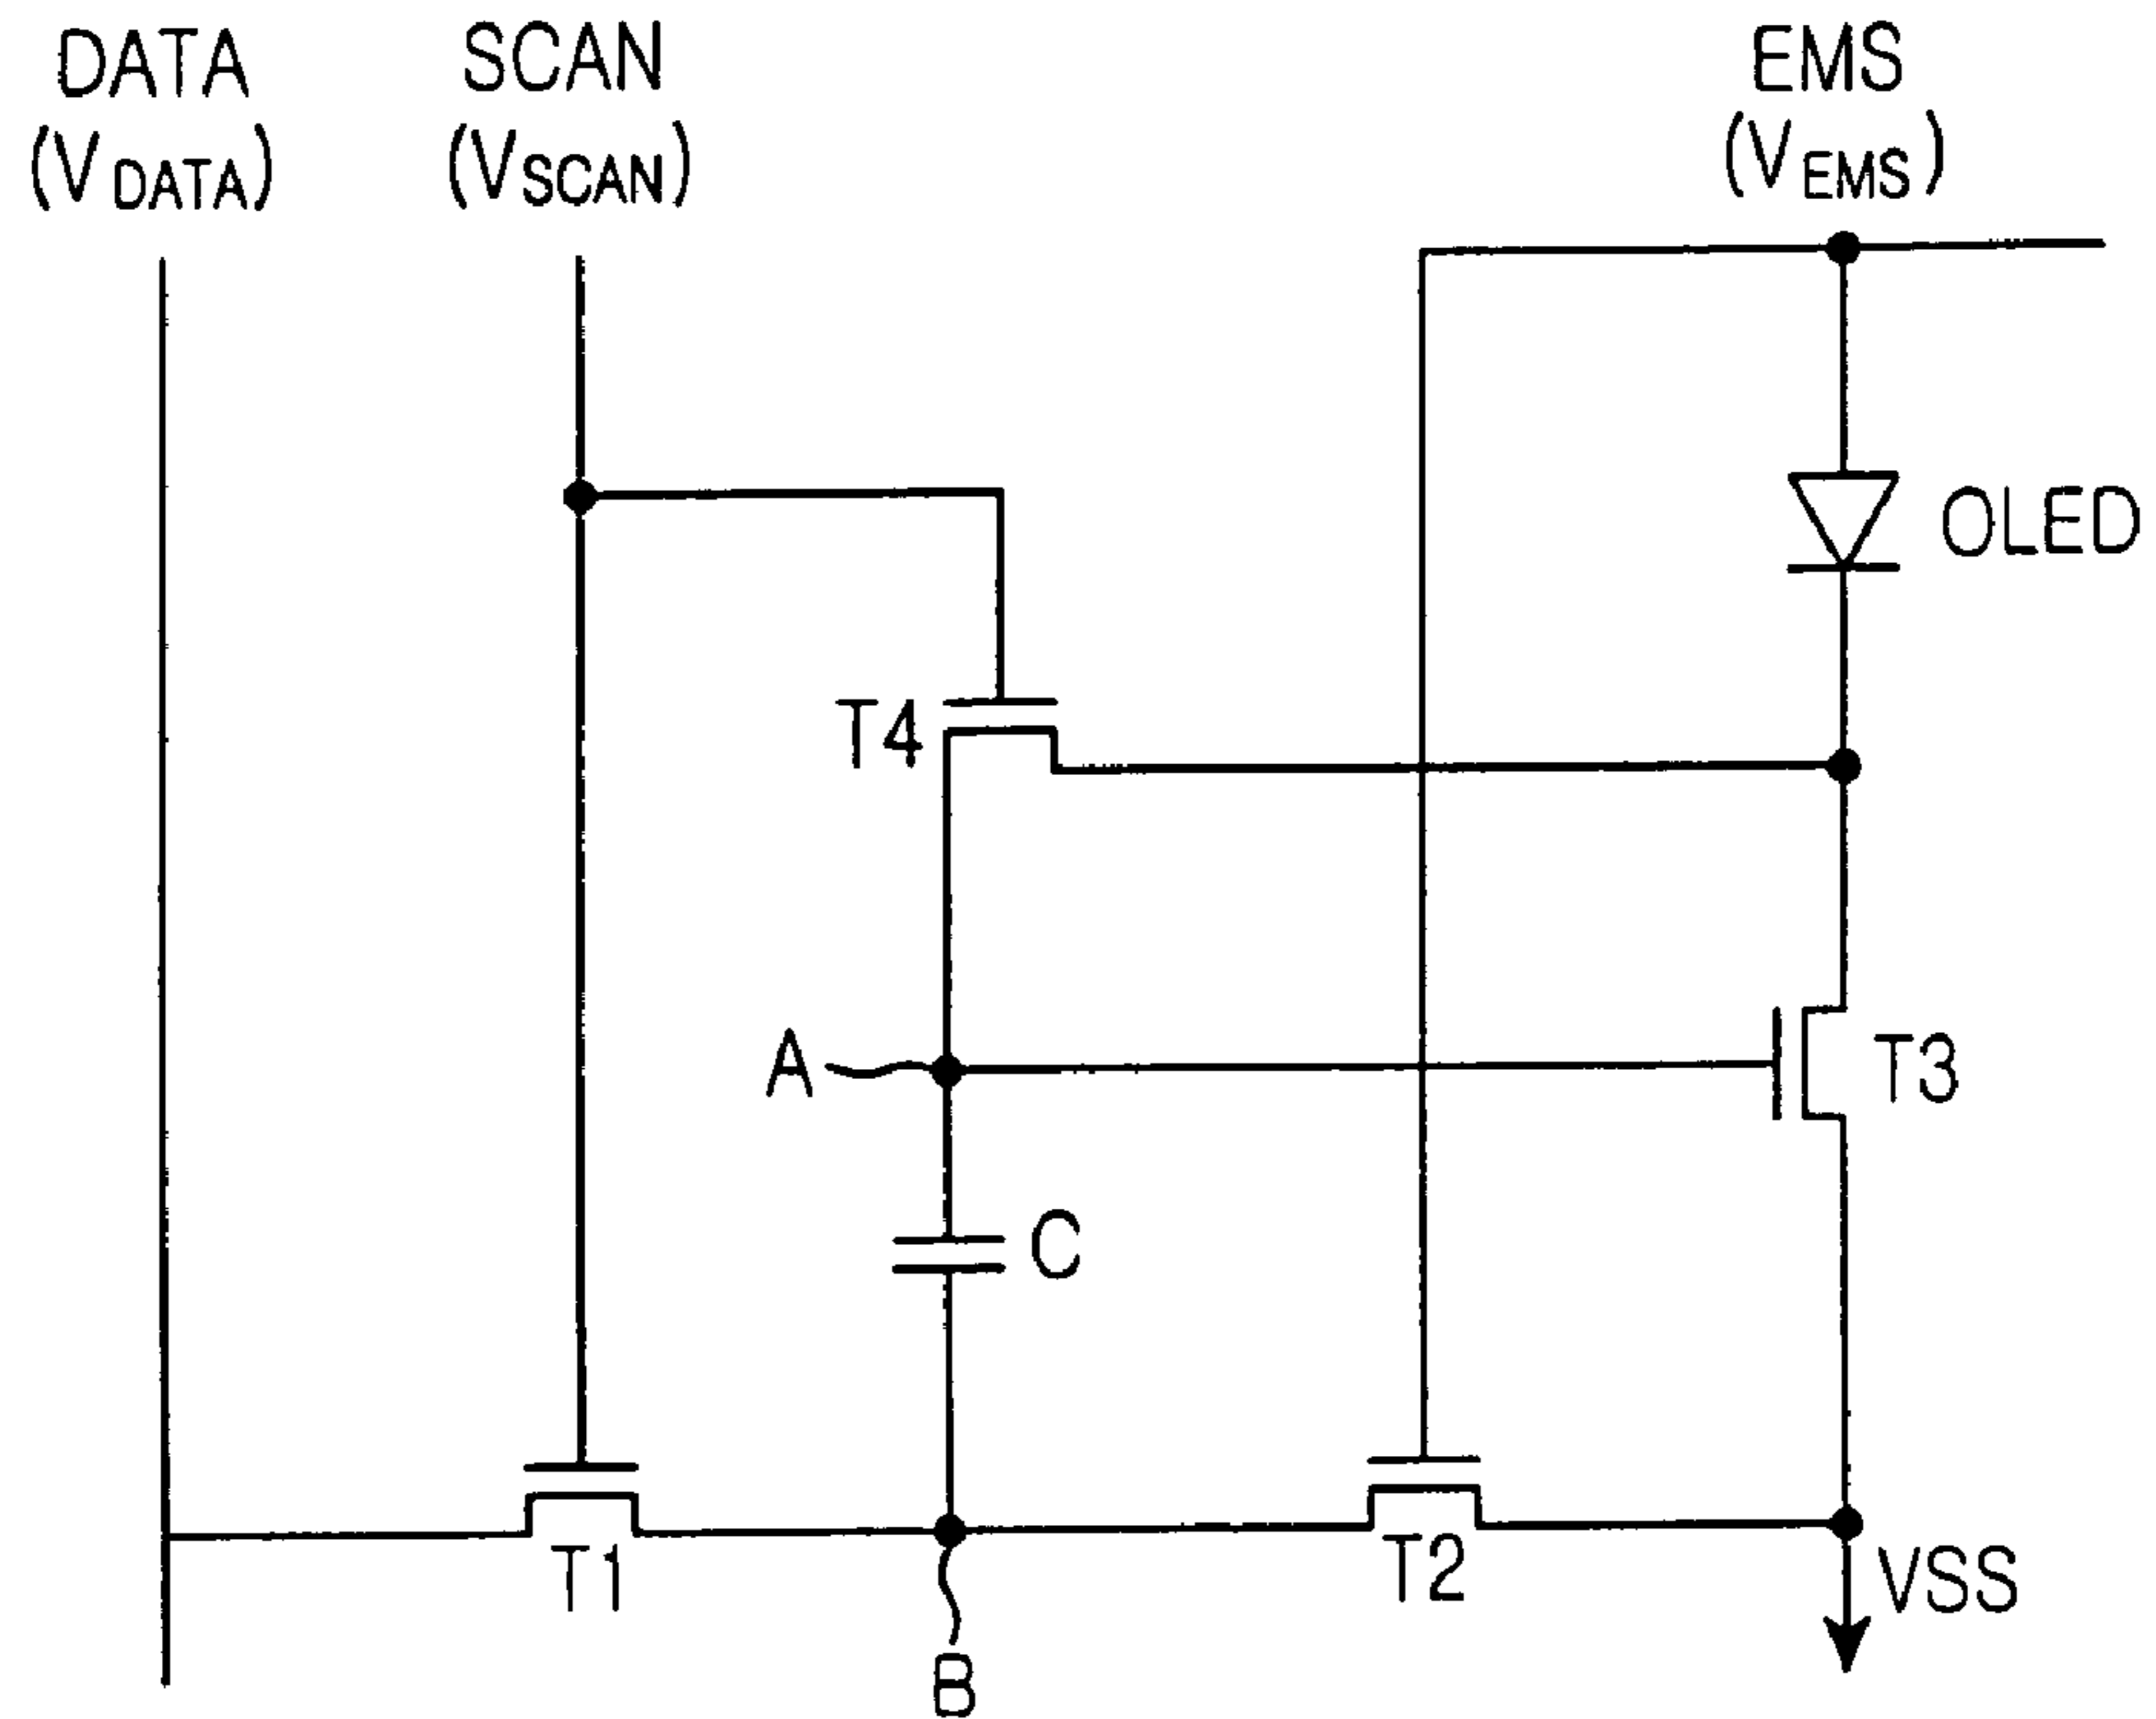 DATA
(VDATA)
SCAN
(VSCAN)
EMS
(VEMS)
OLED
T4
A
T3
C
T1
T2
VSS
B